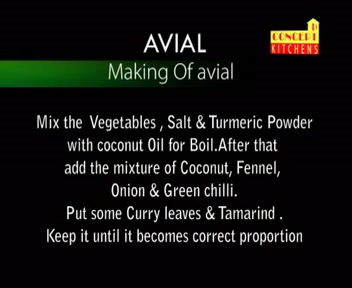 AVIAL
CONCEPT
KITCHENS
Making Of avial
Mix the Vegetables , Salt & Turmeric Powder
with coconut Oil for Boil.After that
add the mixture of Coconut, Fennel,
Onion & Green chilli.
Put some Curry leaves & Tamarind .
Keep it until it becomes correct proportion